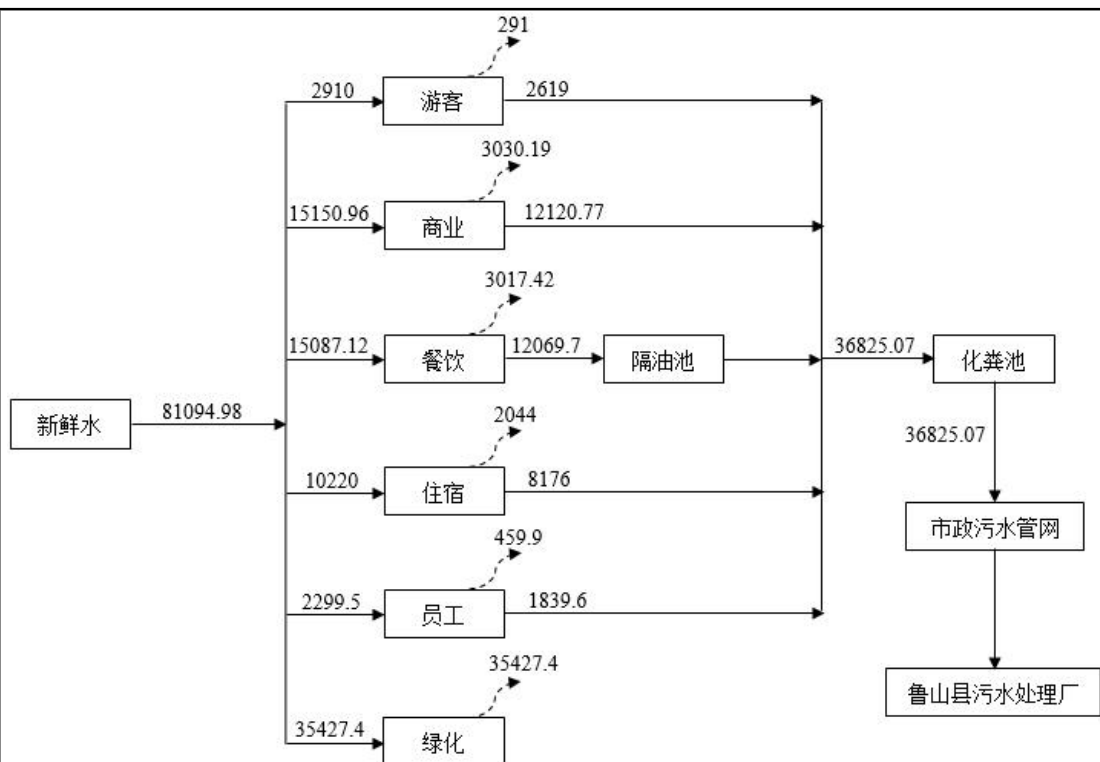 291
2910
游客
2619
3030.19
15150.96
商业
12120.77
3017.42
15087.12
餐饮
12069.7
隔油池
36825.07
化粪池
新鲜水
81094.98
2044
36825.07
10220
住宿
8176
市政污水管网
459.9
2299.5
员工
1839.6
35427.4
鲁山县污水处理厂
35427.4
绿化